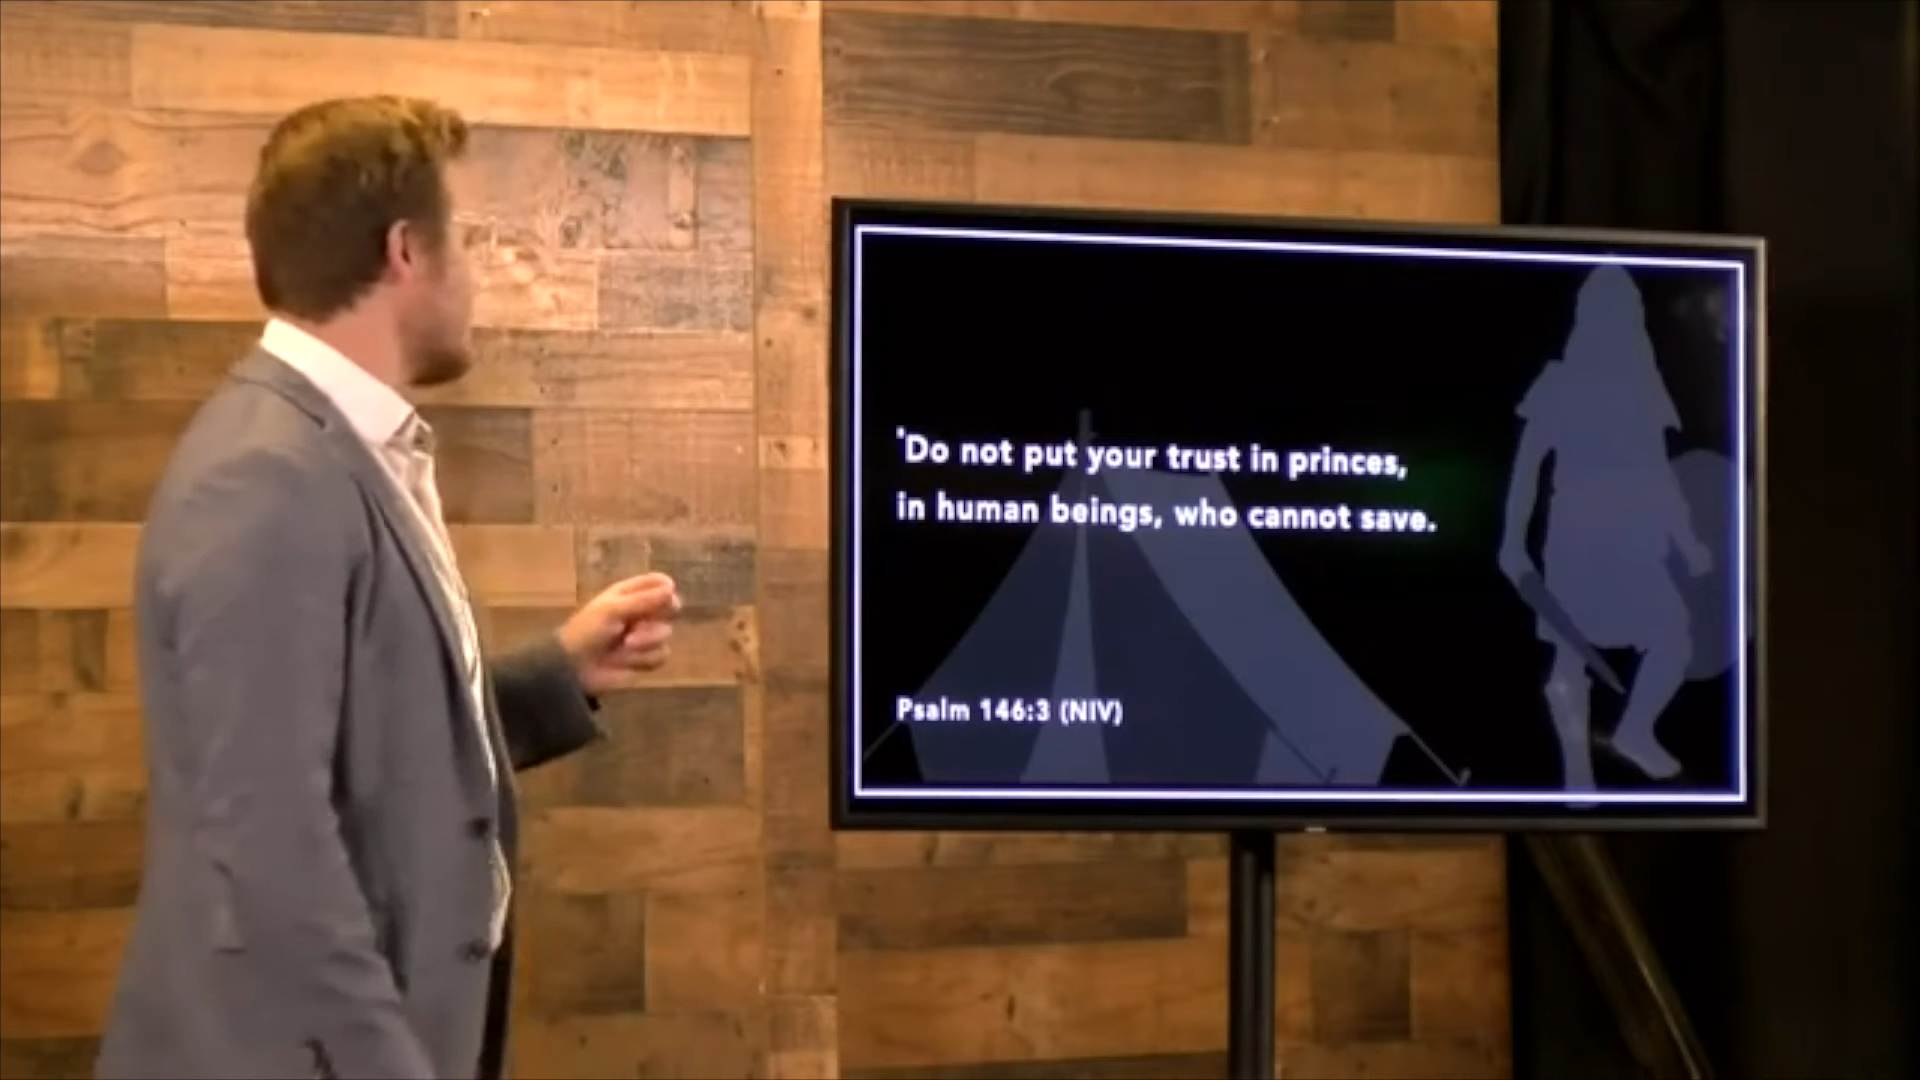 'Do not put your trust in princes,
in human beings, who cannot save.
Psalm 146:3 (NIV)